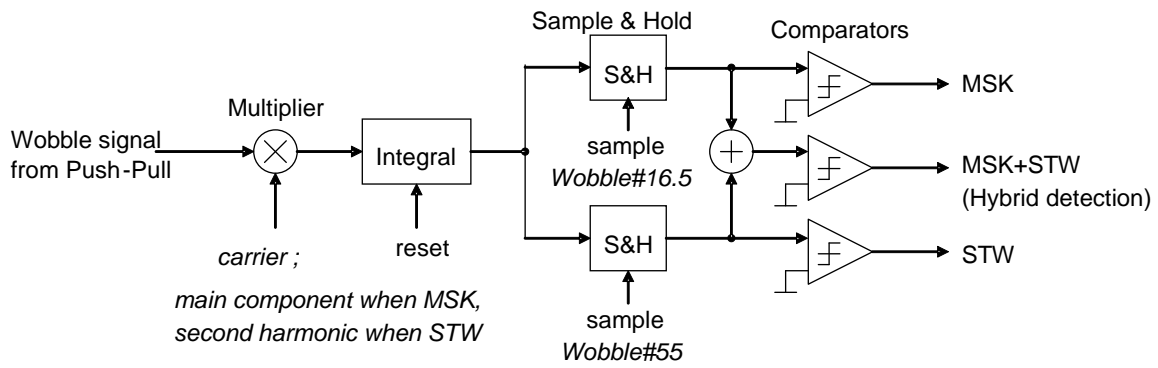 Sample & Hold
Comparators
S&H
MSK
Multiplier
Wobble signal
from Push-Pull
Integral
sample
Wobble#16.5
MSK+STW
(Hybrid detection)
reset
S&H
STW
carrier ;
main component when MSK,
second harmonic when STW
sample
Wobble#55